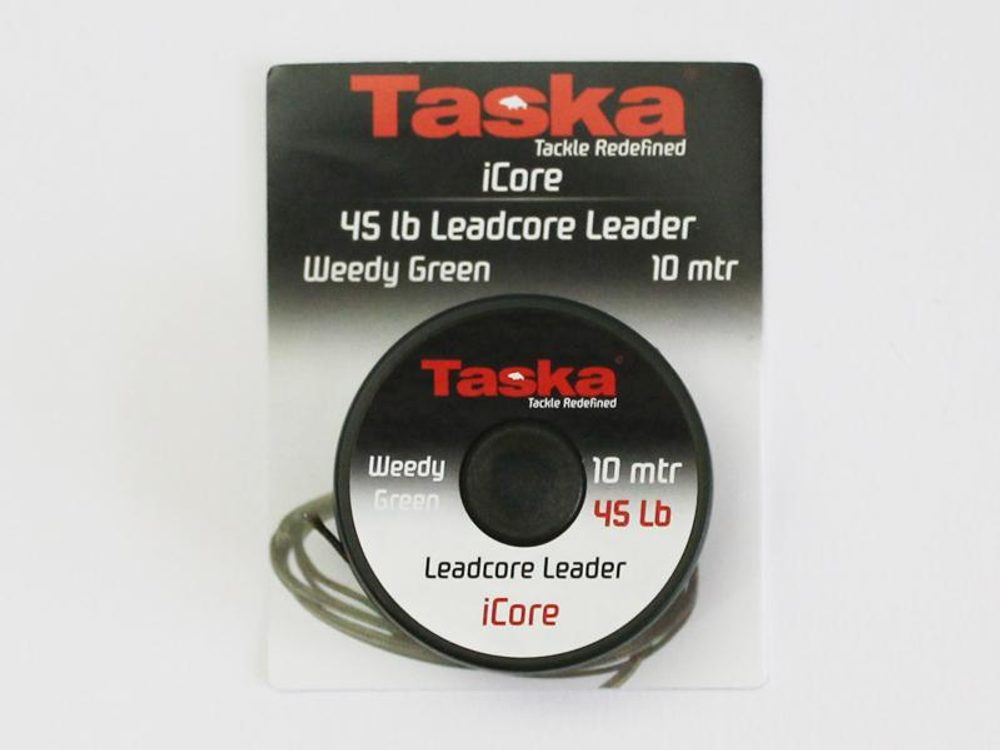 Taska
Tackle Redefined
iCore
45 lb Leadcore Leader
Weedy Green 10 mtr
Taska
Tackle Redefined
Weedy 10 mtr
Green 45 Lb
Leadcore Leader
iCore